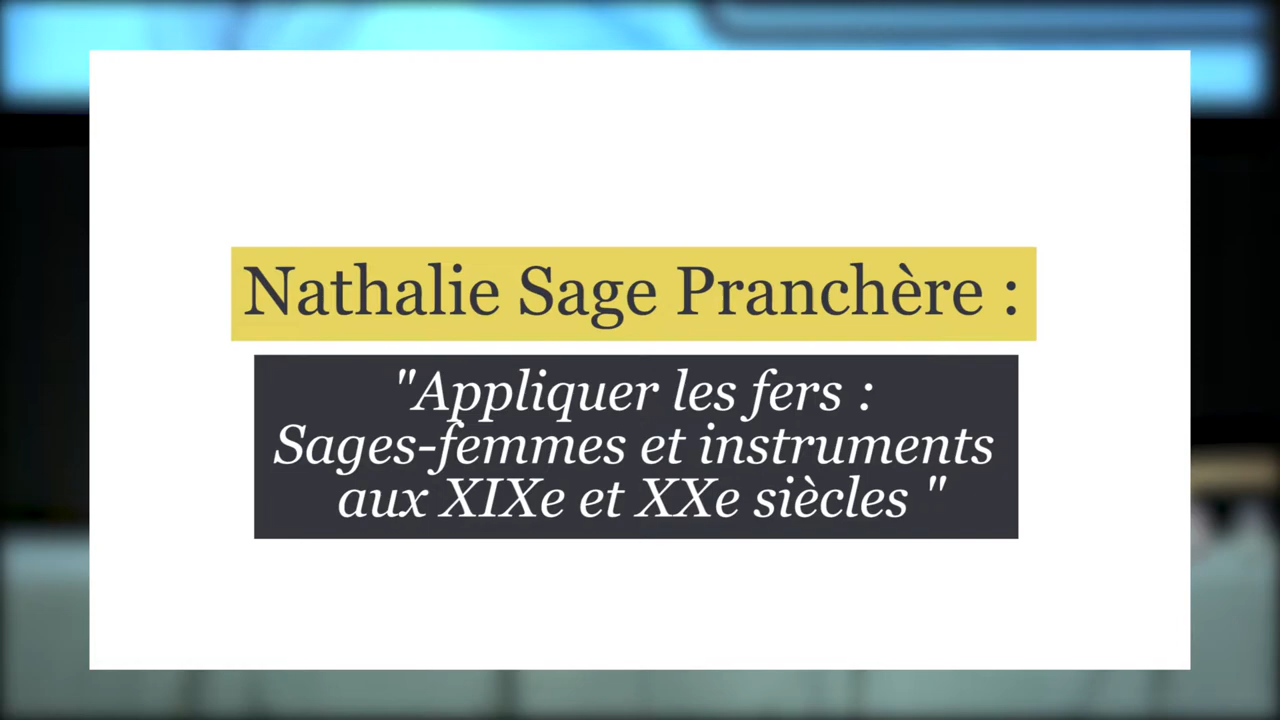 Nathalie Sage Pranchère :
"Appliquer les fers :
Sages-femmes et instruments
aux XIXe et XXe siècles "